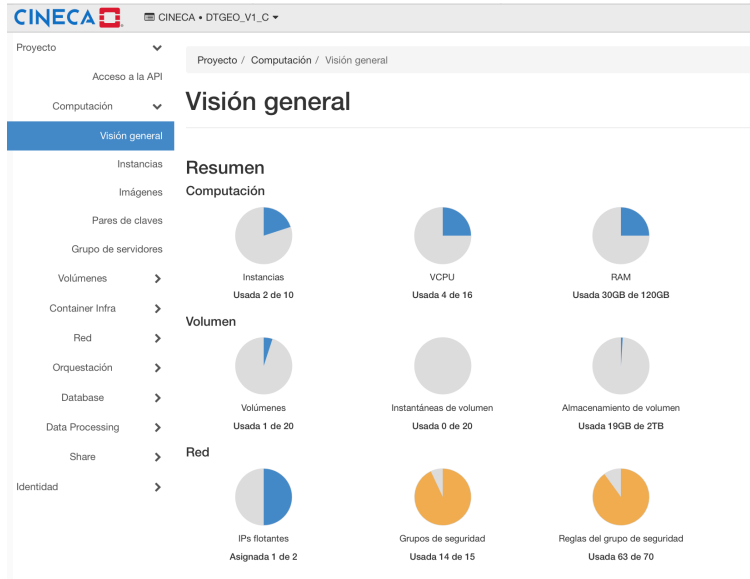 CINECA
CINECA • DTGEO_V1_C
Proyecto
Acceso a la API
Computación
Visión general
Instancias
Imágenes
Pares de claves
Grupo de servidores
Volúmenes
Container Infra
Red
Orquestación
Database
Data Processing
Share
Identidad
Proyecto / Computación / Visión general
Visión general
Resumen
Computación
Instancias
Usada 2 de 10
VCPU
Usada 4 de 16
RAM
Usada 30GB de 120GB
Volumen
Volúmenes
Usada 1 de 20
Instantáneas de volumen
Usada 0 de 20
Almacenamiento de volumen
Usada 19GB de 2TB
Red
IPs flotantes
Asignada 1 de 2
Grupos de seguridad
Usada 14 de 15
Reglas del grupo de seguridad
Usada 63 de 70